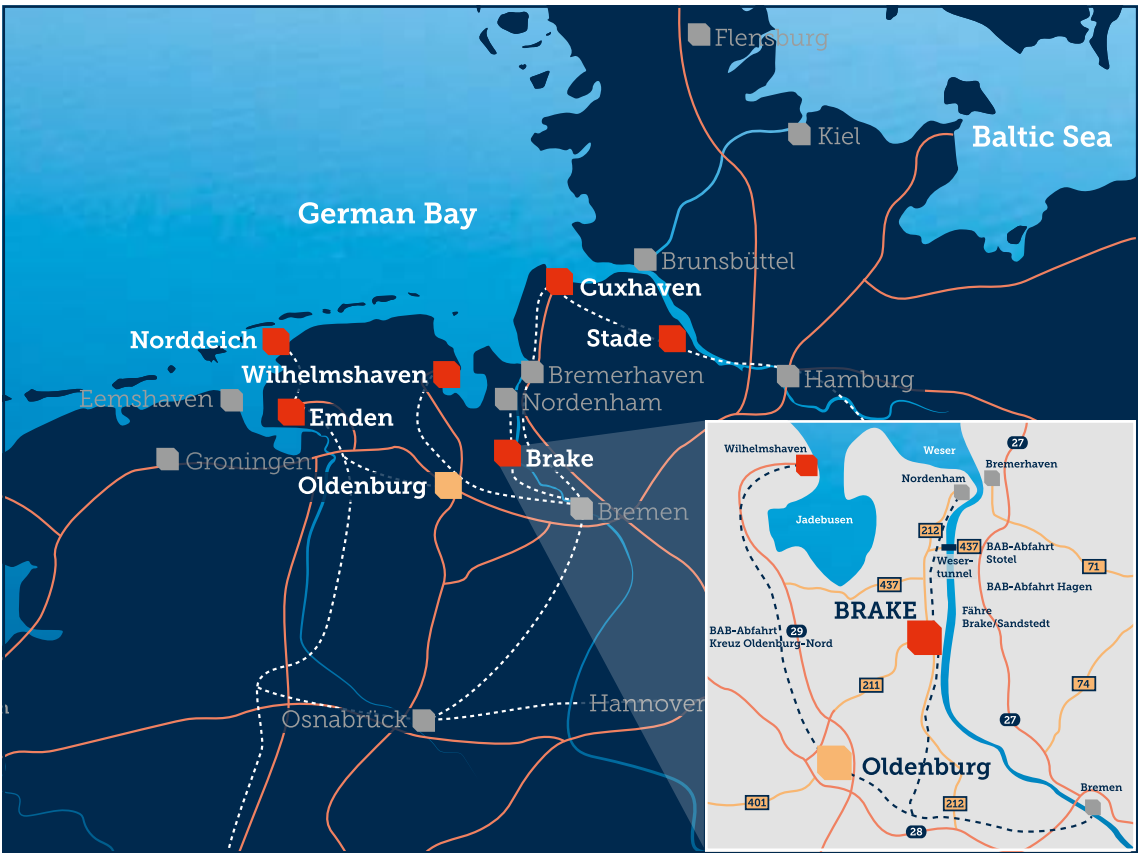 Flensburg
Kiel
Baltic Sea
German Bay
Brunsbüttel
Cuxhaven
Norddeich
Stade
Wilhelmshaven
Bremerhaven
Hamburg
Eemshaven
Nordenham
Emden
Groningen
Brake
Oldenburg
Bremen
Osnabrück
Hannover
Wilhelmshaven
Weser
27
Bremerhaven
Nordenham
Jadebusen
212
437
BAB-Abfahrt
Stotel
Weser-
tunnel
71
437
BAB-Abfahrt Hagen
BRAKE
Fähre
Brake/Sandstedt
BAB-Abfahrt
Kreuz Oldenburg-Nord
29
211
74
27
Oldenburg
Bremen
401
212
28